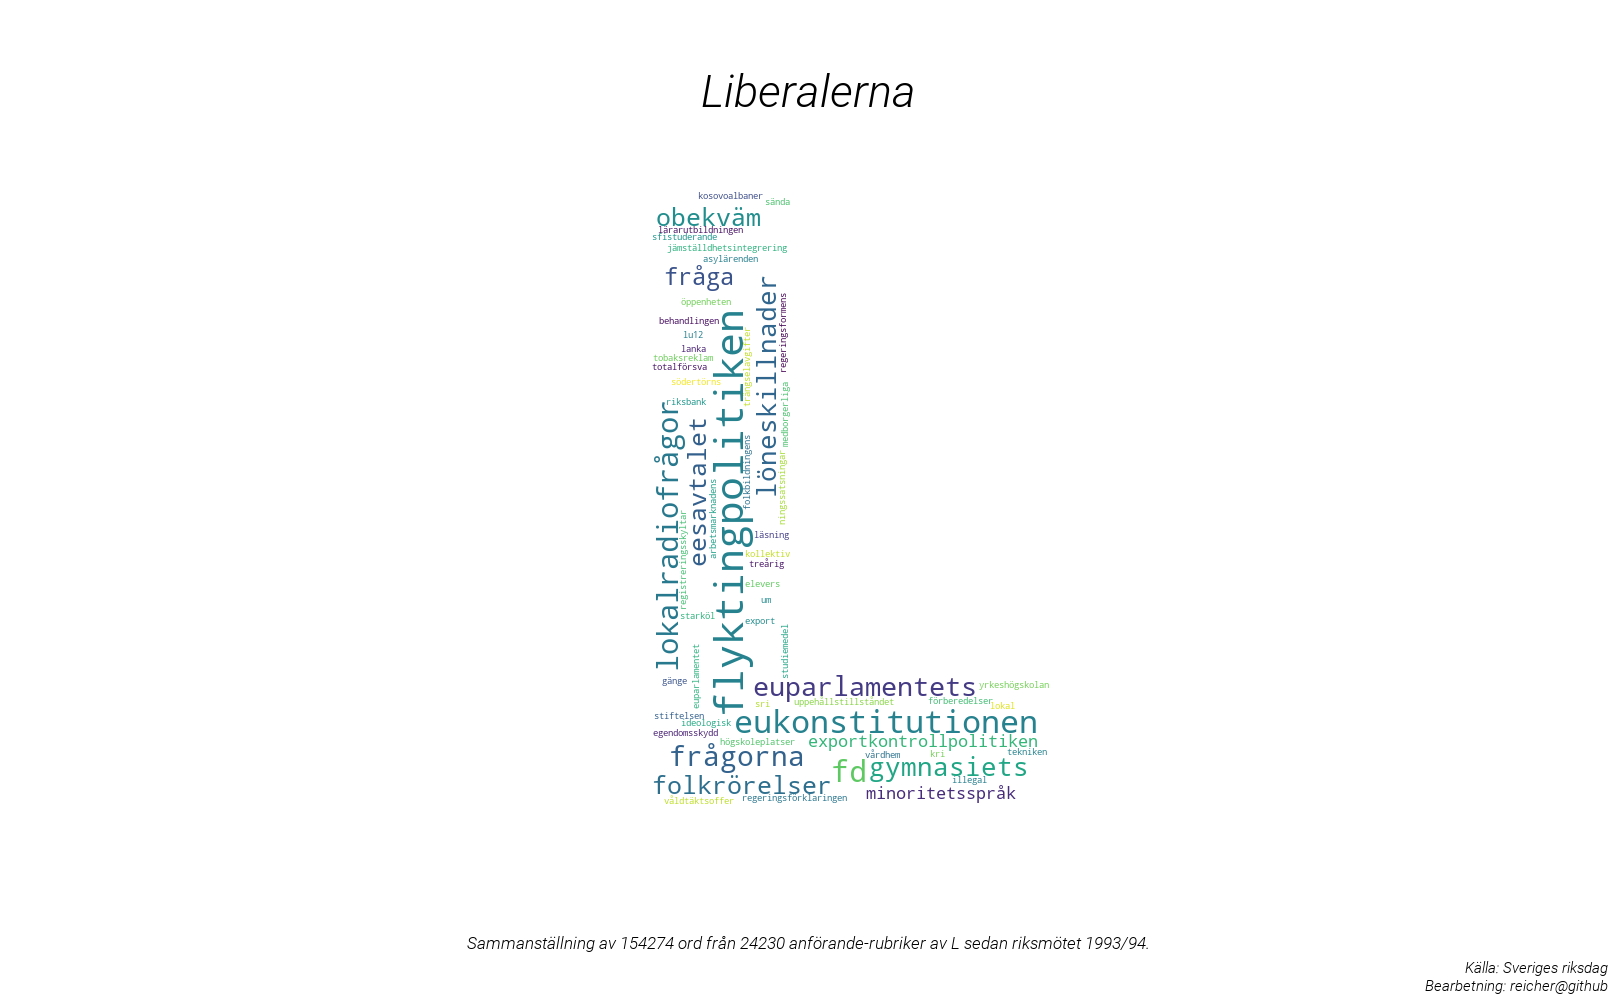 Liberalerna
kosovoalbaner
sända
obekväm
lärarutbildningen
sfistuderande
jämställdhetsintegrering
asylärenden
fråga
öppenheten
behandlingen
lu12
lanka
tobaksreklam
totalförsva
södertörns
riksbank
lokalradiofrågor
eesavtalet
flyktingpolitiken
löneskillnader
regeringsformens
trängselavgifter
medborgerliga
folkbildningens
ningssatsningar
arbetsmarknadens
registreringsskyltar
läsning
kollektiv
treårig
elevers
um
starköl
export
studiemedel
euparlamentet
gänge
euparlamentets
yrkeshögskolan
sri
uppehållstillståndet
förberedelser
lokal
stiftelsen
ideologisk
eukonstitutionen
egendomsskydd
högskoleplatser
exportkontrollpolitiken
frågorna
vårdhem
kri
tekniken
fd
gymnasiets
illegal
folkrörelser
minoritetsspråk
våldtäktsoffer
regeringsförklaringen
Sammanställning av 154274 ord från 24230 anförande-rubriker av L sedan riksmötet 1993/94.
Källa: Sveriges riksdag
Bearbetning: reicher@github